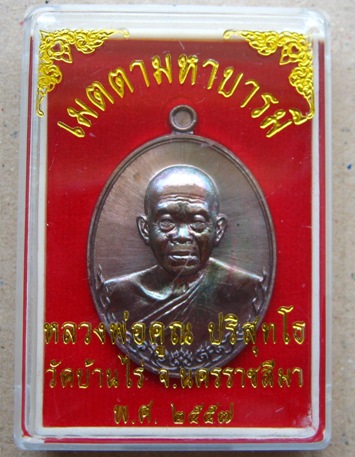 เมตตามหาบารมี
หลวงพ่อคูณ ปริสุทโธ
วัดบ้านไร่ จ.นครราชสีมา
พ.ศ. ๒๕๕๗